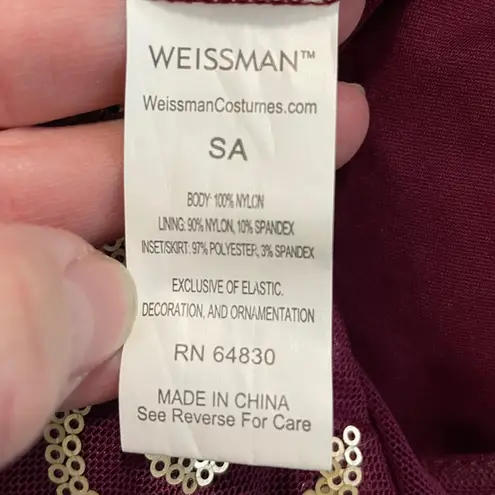 WEISSMAN™
WeissmanCostumes.com
SA
BODY: 100% NYLON
LINING: 90% NYLON, 10% SPANDEX
INSET/SKIRT: 97% POLYESTER, 3% SPANDEX
EXCLUSIVE OF ELASTIC.
DECORATION, AND ORNAMENTATION
RN 64830
MADE IN CHINA
See Reverse For Care